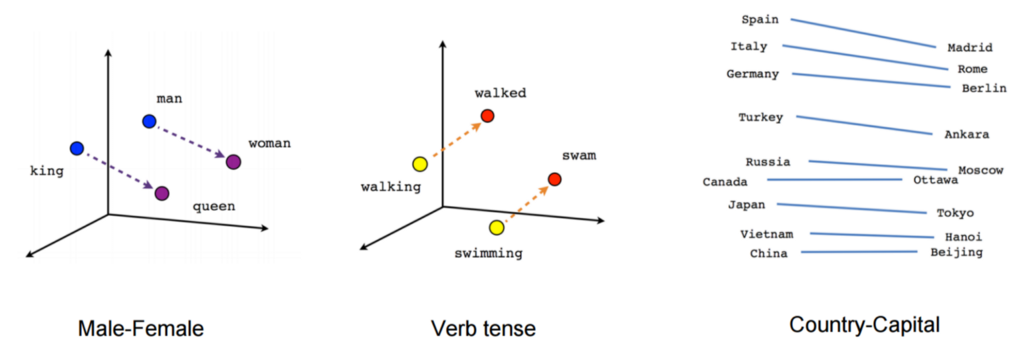 man
woman
king
queen
Male-Female
walked
swam
walking
swimming
Verb tense
Spain Madrid
Italy Rome
Germany Berlin
Turkey Ankara
Russia Moscow
Canada Ottawa
Japan Tokyo
Vietnam Hanoi
China Beijing
Country-Capital